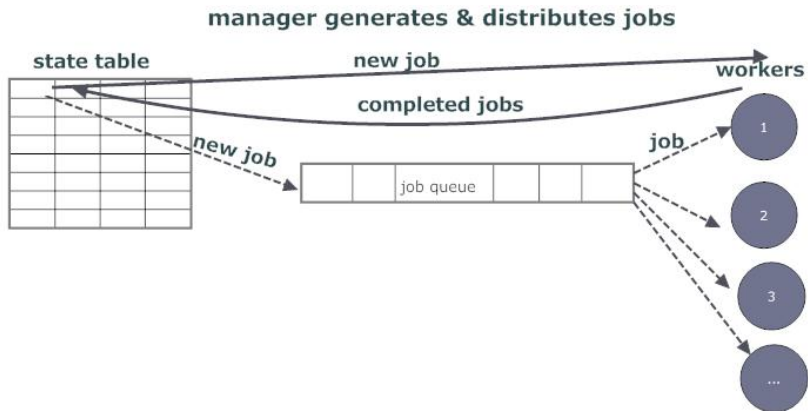 manager generates & distributes jobs
state table
new job
workers
completed jobs
new job
job
job queue
1
2
3
...